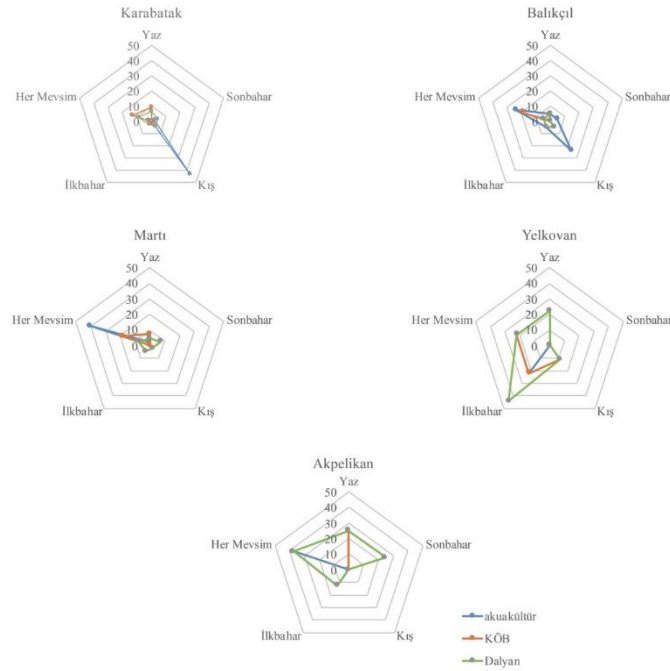 Karabatak
Yaz
50
40
30
20
10
0
Her Mevsim
Sonbahar
İlkbahar
Kış
Balıkçıl
Yaz
50
40
30
20
10
0
Her Mevsim
Sonbahar
İlkbahar
Kış
Martı
Yaz
50
40
30
20
10
0
Her Mevsim
Sonbahar
İlkbahar
Kış
Yelkovan
Yaz
50
40
30
20
10
0
Her Mevsim
Sonbahar
İlkbahar
Kış
Akpelikan
Yaz
50
40
30
20
10
0
Her Mevsim
Sonbahar
İlkbahar
Kış
akuakültür
KÖB
Dalyan